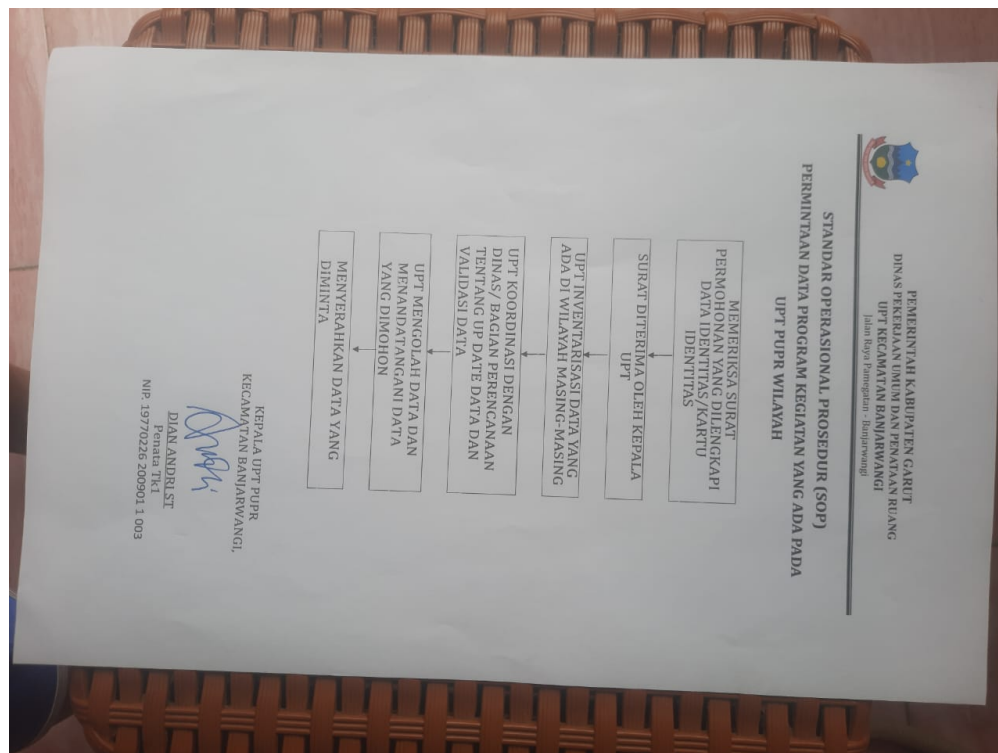 PEMERINTAH KABUPATEN GARUT
DINAS PEKERJAAN UMUM DAN PENATAAN RUANG
UPT KECAMATAN BANJARWANGI
Jalan Raya Pamegatan - Banjarwangi
STANDAR OPERASIONAL PROSEDUR (SOP)
PERMINTAAN DATA PROGRAM KEGIATAN YANG ADA PADA
UPT PUPR WILAYAH
MEMERIKSA SURAT
PERMOHONAN YANG DILENGKAPI
DATA IDENTITAS/KARTU
IDENTITAS
SURAT DITERIMA OLEH KEPALA
UPT
UPT INVENTARISASI DATA YANG
ADA DI WILAYAH MASING-MASING
UPT KOORDINASI DENGAN
DINAS/ BAGIAN PERENCANAAN
TENTANG UP DATE DATA DAN
VALIDASI DATA
UPT MENGOLAH DATA DAN
MENANDATANGANI DATA
YANG DIMOHON
MENYERAHKAN DATA YANG
DIMINTA
KEPALA UPT PUPR
KECAMATAN BANJARWANGI,
DIAN ANDRI ST
Penata Tk1
NIP. 19770226 200901 1 003